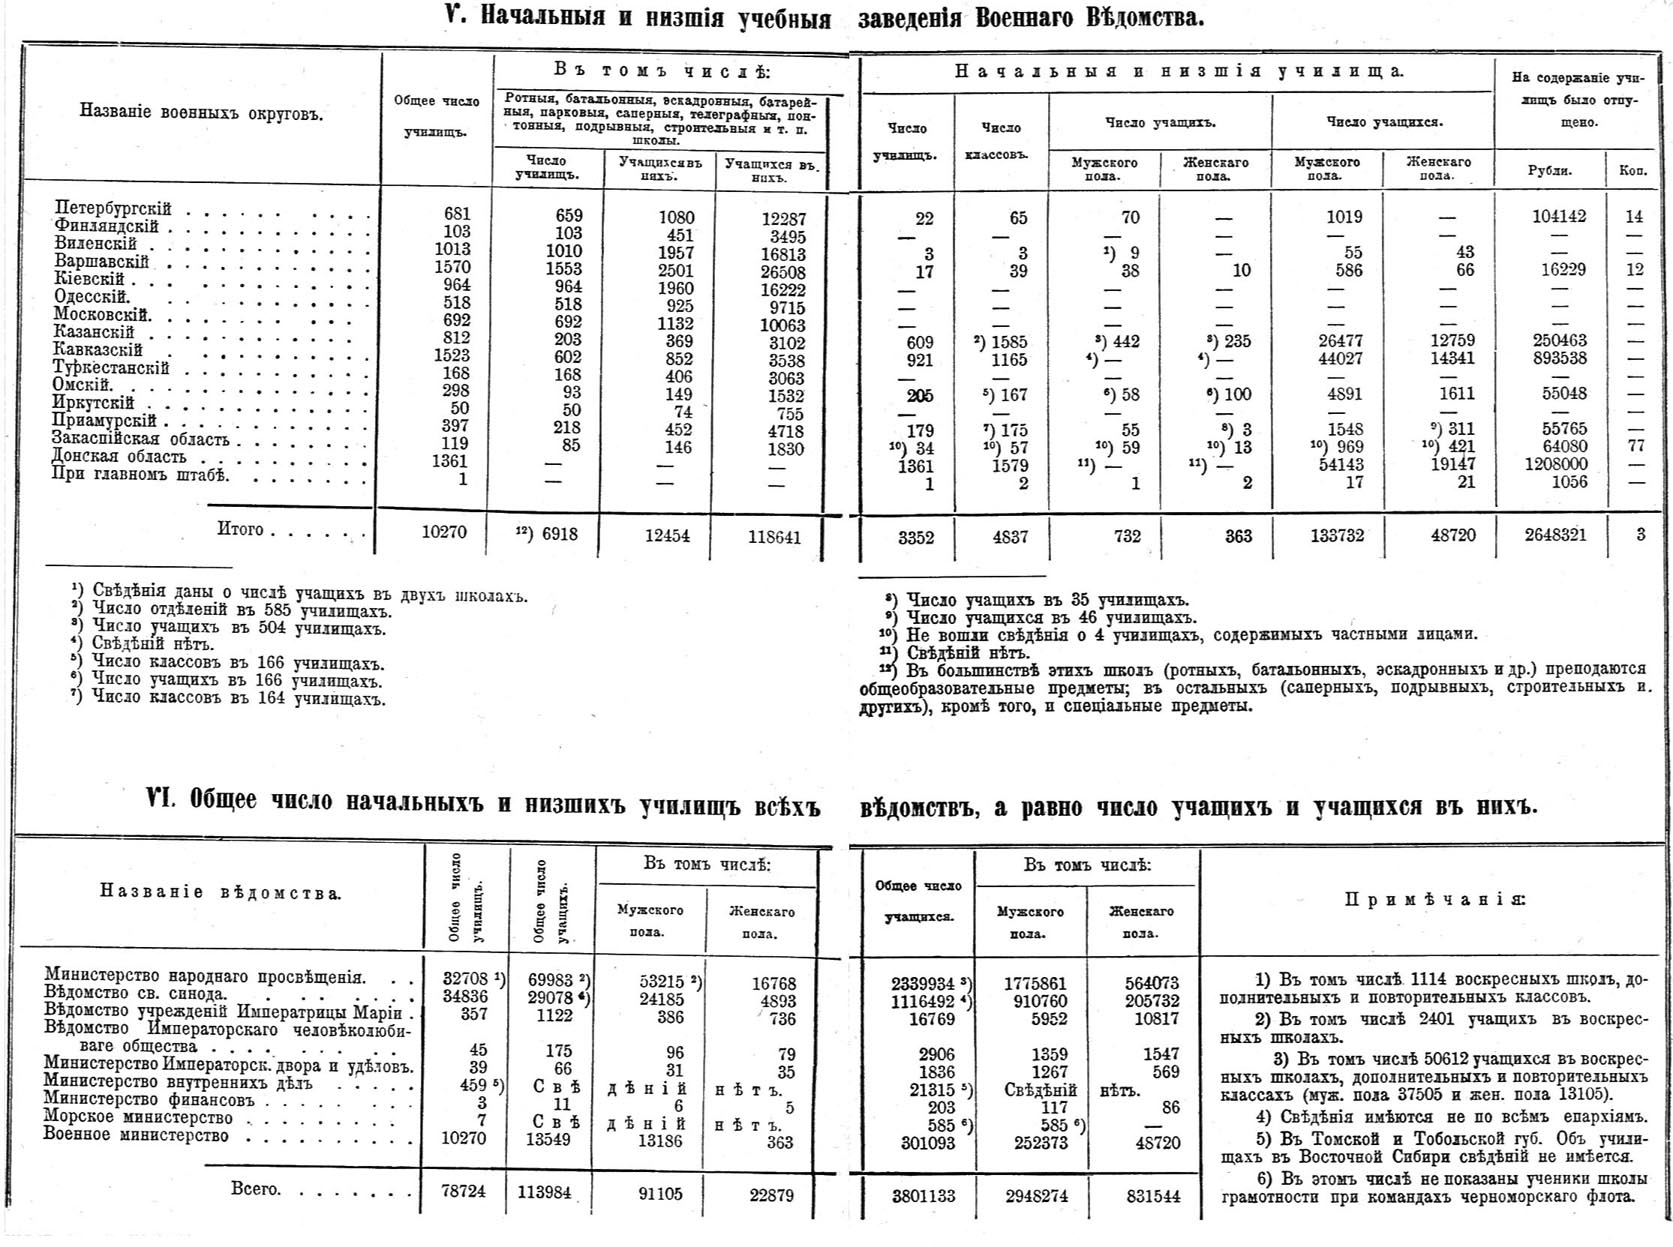 V. Начальныя и низшія учебныя заведенія Военнаго Вѣдомства.
Названіе военныхъ округовъ.
Общее число училищъ.
Въ томъ числѣ:
Ротныя, батальонныя, эскадронныя, батарей-
ныя, парковыя, саперныя, телеграфныя, пон-
тонныя, подрывныя, строительныя и т. п.
школы.
Число училищъ.
Учащихся въ нихъ.
Учащихся въ нихъ.
Начальныя и низшія училища.
Число училищъ.
Число классовъ.
Число учащихъ.
Мужского пола.
Женскаго пола.
Число учащихся.
Мужского пола.
Женскаго пола.
На содержаніе учи-
лищъ было отпу-
щено.
Рубли.
Коп.
Петербургскій 681 659 1080 12287 22 65 70 — 1019 — 104142 14
Финляндскій 103 103 451 3495 — — — — — — — —
Виленскій 1013 1010 1957 16813 3 3 ¹) 9 — 55 43 — —
Варшавскій 1570 1553 2501 26508 17 39 38 10 586 66 16229 12
Кіевскій 964 964 1960 16222 — — — — — — — —
Одесскій. 518 518 925 9715 — — — — — — — —
Московскій. 692 692 1132 10063 — — — — — — — —
Казанскій 812 203 369 3102 609 ²) 1585 ³) 442 ³) 235 26477 12759 250463 —
Кавказскій 1523 602 852 3538 921 1165 ⁴) — ⁴) — 44027 14341 893538 —
Туркестанскій 168 168 406 3063 — — — — — — — —
Омскій. 298 93 149 1532 205 ⁵) 167 ⁶) 58 ⁶) 100 4891 1611 55048 —
Иркутскій 50 50 74 755 — — — — — — — —
Приамурскій 397 218 452 4718 179 ⁷) 175 55 ⁸) 3 1548 ⁹) 311 55765 —
Закаспійская область 119 85 146 1830 ¹⁰) 34 ¹⁰) 57 ¹⁰) 59 ¹⁰) 13 ¹⁰) 969 ¹⁰) 421 64080 77
Донская область 1361 — — — 1361 1579 ¹¹) — ¹¹) — 54143 19147 1208000 —
При главномъ штабѣ. 1 — — — 1 2 1 2 17 21 1056 —
Итого 10270 ¹²) 6918 12454 118641 3352 4837 732 363 133732 48720 2648321 3
¹) Свѣдѣнія даны о числѣ учащихъ въ двухъ школахъ.
²) Число отдѣленій въ 585 училищахъ.
³) Число учащихъ въ 504 училищахъ.
⁴) Свѣдѣній нѣтъ.
⁵) Число классовъ въ 166 училищахъ.
⁶) Число учащихъ въ 166 училищахъ.
⁷) Число классовъ въ 164 училищахъ.
⁸) Число учащихъ въ 35 училищахъ.
⁹) Число учащихся въ 46 училищахъ.
¹⁰) Не вошли свѣдѣнія о 4 училищахъ, содержимыхъ частными лицами.
¹¹) Свѣдѣній нѣтъ.
¹²) Въ большинствѣ этихъ школъ (ротныхъ, батальонныхъ, эскадронныхъ и др.) преподаются
общеобразовательные предметы; въ остальныхъ (саперныхъ, подрывныхъ, строительныхъ и.
другихъ), кромѣ того, и спеціальные предметы.
VI. Общее число начальныхъ и низшихъ училищъ всѣхъ вѣдомствъ, а равно число учащихъ и учащихся въ нихъ.
Названіе вѣдомства.
Общее число училищъ.
Общее число учащихъ.
Въ томъ числѣ:
Мужского пола.
Женскаго пола.
Общее число учащихся.
Въ томъ числѣ:
Мужского пола.
Женскаго пола.
Примѣчанія:
Министерство народнаго просвѣщенія. 32708 ¹) 69983 ²) 53215 ²) 16768 2339934 ³) 1775861 564073
Вѣдомство св. синода. 34836 29078 ⁴) 24185 4893 1116492 ⁴) 910760 205732
Вѣдомство учрежденій Императрицы Маріи 357 1122 386 736 16769 5952 10817
Вѣдомство Императорскаго человѣколюби-
ваге общества 45 175 96 79 2906 1359 1547
Министерство Императорск. двора и удѣловъ. 39 66 31 35 1836 1267 569
Министерство внутреннихъ дѣлъ 459 ⁵) Свѣдѣній нѣтъ. 21315 ⁵) Свѣдѣній нѣтъ.
Министерство финансовъ 3 11 6 5 203 117 86
Морское министерство 7 Свѣдѣній нѣтъ. 585 ⁶) 585 ⁶) —
Военное министерство 10270 13549 13186 363 301093 252373 48720
Всего. 78724 113984 91105 22879 3801133 2948274 831544
1) Въ томъ числѣ 1114 воскресныхъ школъ, до-
полнительныхъ и повторительныхъ классовъ.
2) Въ томъ числѣ 2401 учащихъ въ воскрес-
ныхъ школахъ.
3) Въ томъ числѣ 50612 учащихся въ воскрес-
ныхъ школахъ, дополнительныхъ и повторительныхъ
классахъ (муж. пола 37505 и жен. пола 13105).
4) Свѣдѣнія имѣются не по всѣмъ епархіямъ.
5) Въ Томской и Тобольской губ. Объ учили-
щахъ въ Восточной Сибири свѣдѣній не имѣется.
6) Въ этомъ числѣ не показаны ученики школы
грамотности при командахъ черноморскаго флота.